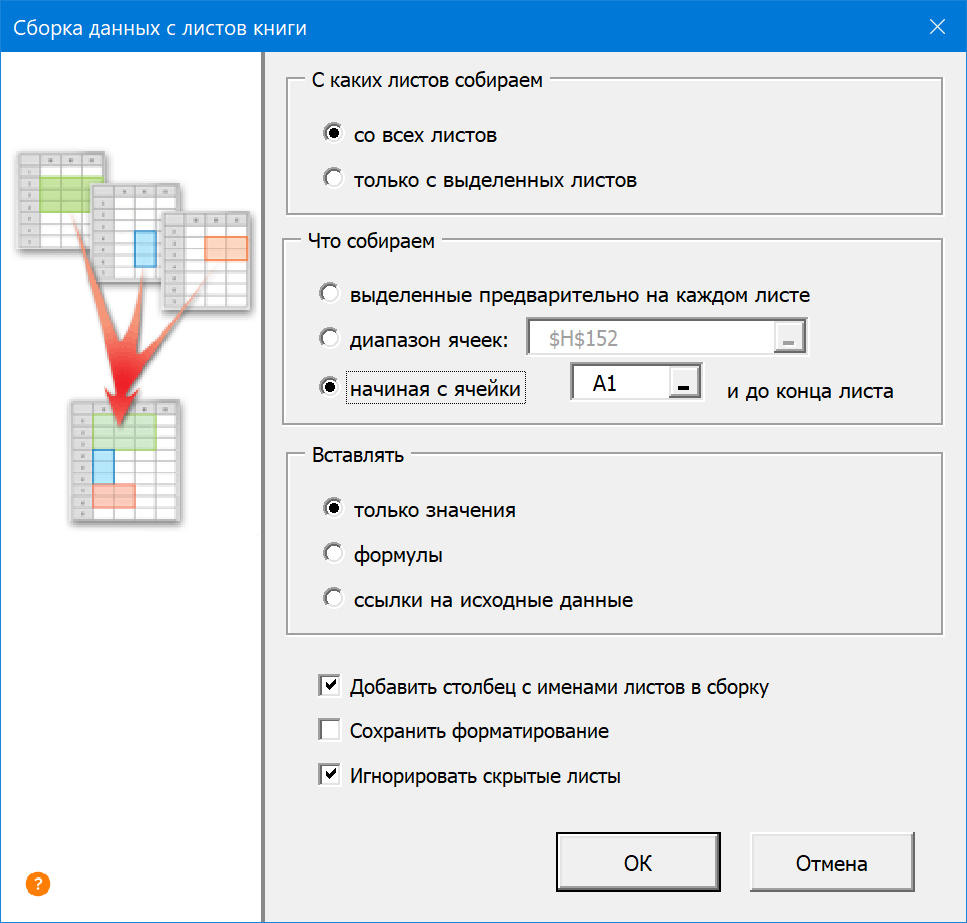 Сборка данных с листов книги
С каких листов собираем
со всех листов
только с выделенных листов
Что собираем
выделенные предварительно на каждом листе
диапазон ячеек: $H$152
начиная с ячейки A1 и до конца листа
Вставлять
только значения
формулы
ссылки на исходные данные
Добавить столбец с именами листов в сборку
Сохранить форматирование
Игнорировать скрытые листы
?
ОК Отмена